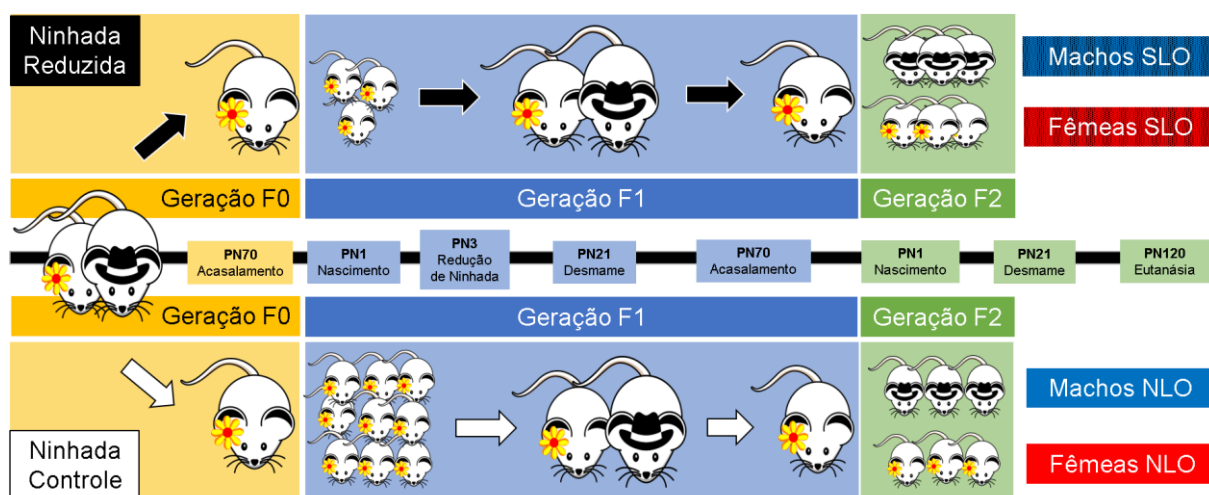 Ninhada
Reduzida
Machos SLO
Fêmeas SLO
Geração F0
Geração F1
Geração F2
PN70
Acasalamento
PN1
Nascimento
PN3
Redução
de Ninhada
PN21
Desmame
PN70
Acasalamento
PN1
Nascimento
PN21
Desmame
PN120
Eutanásia
Geração F0
Geração F1
Geração F2
Machos NLO
Ninhada
Controle
Fêmeas NLO